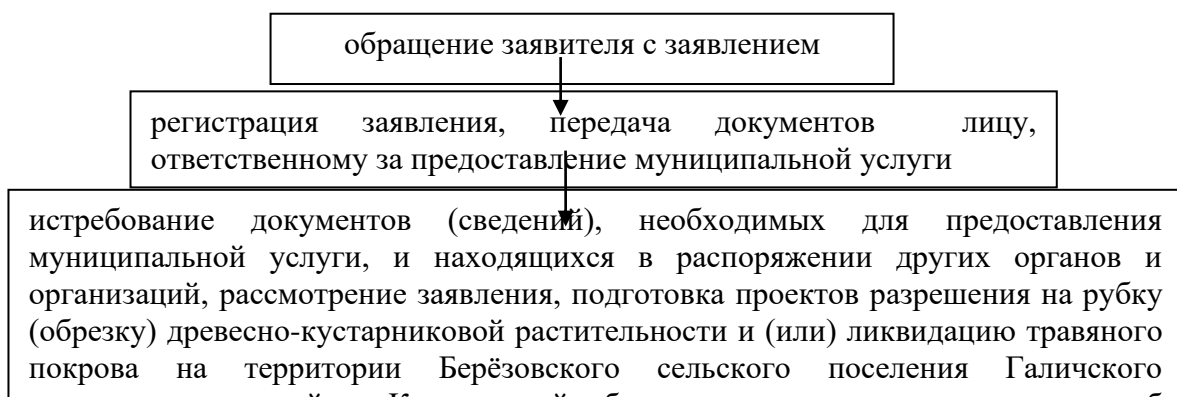 обращение заявителя с заявлением
регистрация заявления, передача документов лицу,
ответственному за предоставление муниципальной услуги
истребование документов (сведений), необходимых для предоставления
муниципальной услуги, и находящихся в распоряжении других органов и
организаций, рассмотрение заявления, подготовка проектов разрешения на рубку
(обрезку) древесно-кустарниковой растительности и (или) ликвидацию травяного
покрова на территории Берёзовского сельского поселения Галичского